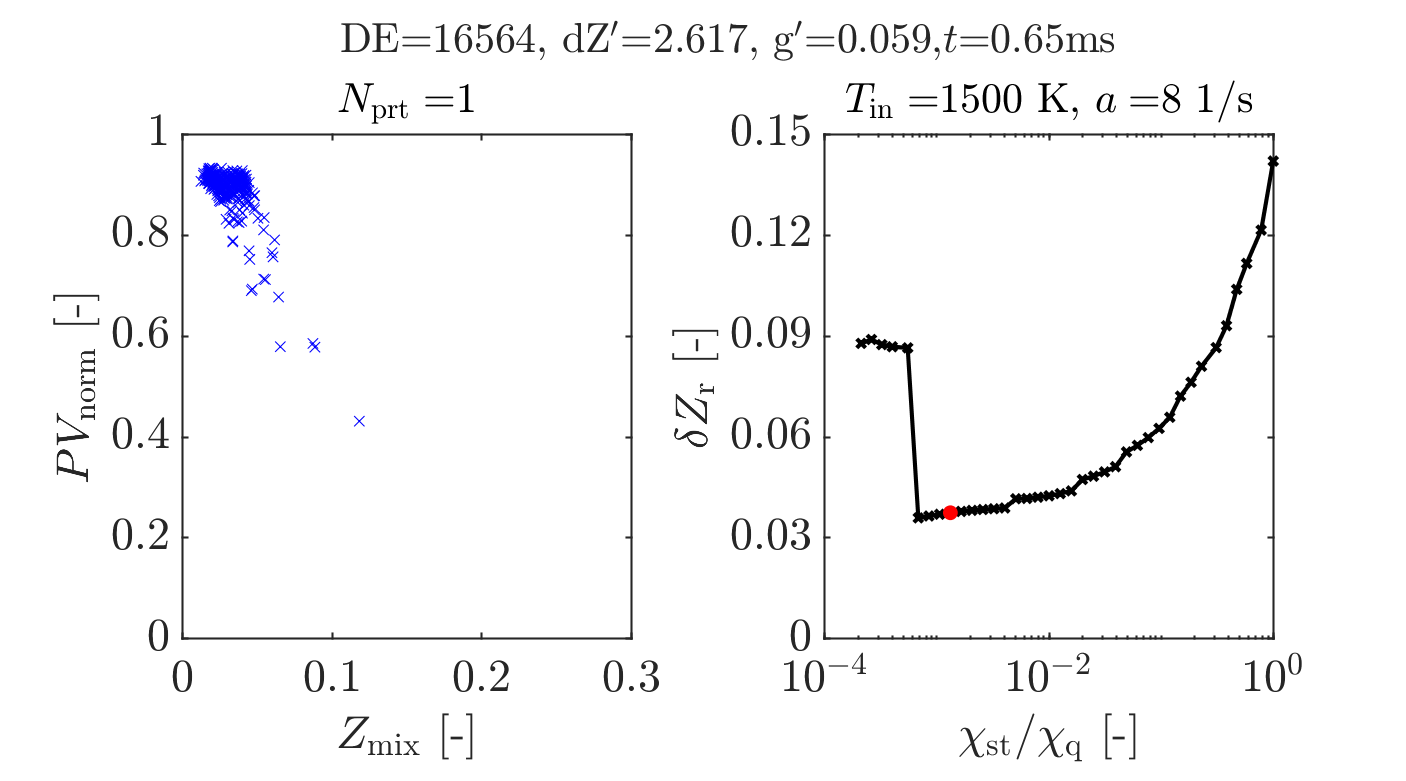 DE=16564, dZ′=2.617, g′=0.059,t=0.65ms
N_prt =1
1
0.8
0.6
0.4
0.2
0
0
0.1
0.2
0.3
PV_norm [-]
Z_mix [-]
T_in =1500 K, a =8 1/s
0.15
0.12
0.09
0.06
0.03
0
10⁻⁴
10⁻²
10⁰
δZ_r [-]
χ_st/χ_q [-]